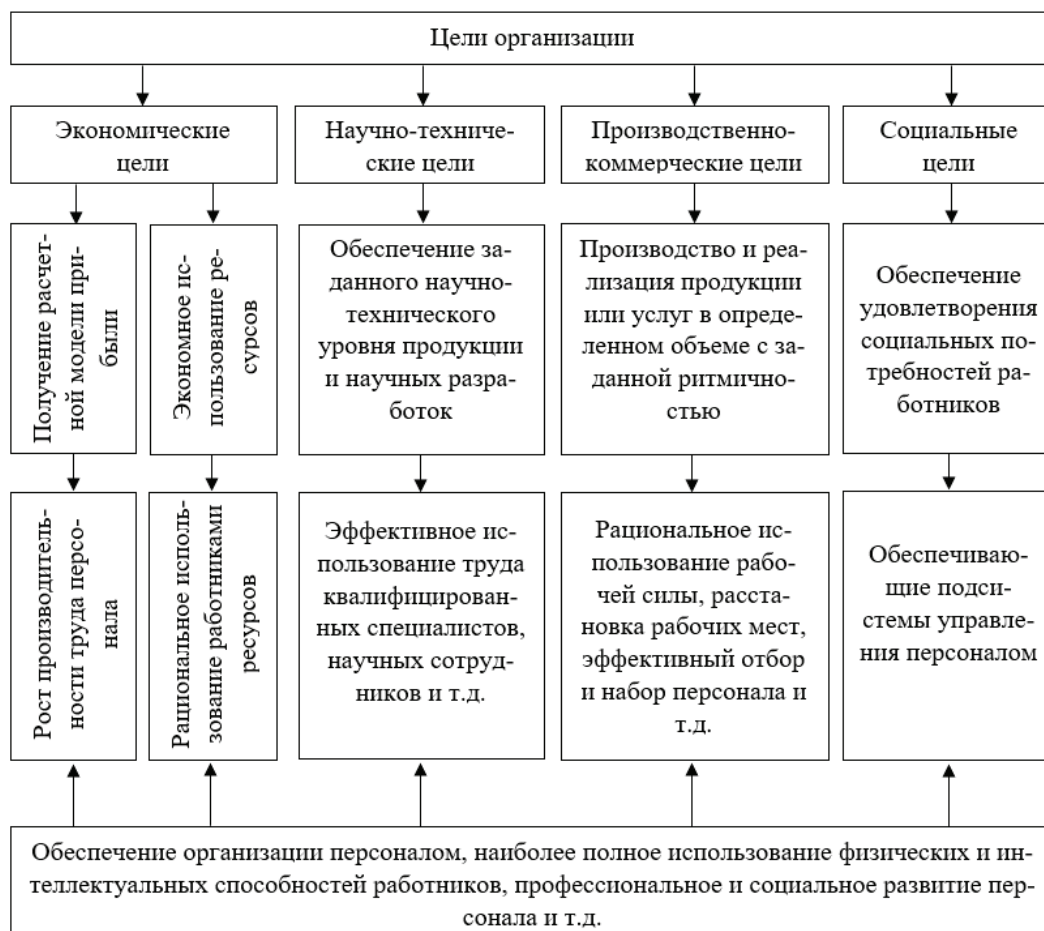 Цели организации
Экономические
цели
Научно-техниче-
ские цели
Производственно-
коммерческие цели
Социальные
цели
Получение расчет-
ной модели при-
были
Экономное ис-
пользование ре-
сурсов
Обеспечение за-
данного научно-
технического
уровня продукции
и научных разра-
боток
Производство и реа-
лизация продукции
или услуг в опреде-
ленном объеме с за-
данной ритмично-
стью
Обеспечение
удовлетворения
социальных по-
требностей ра-
ботников
Рост производитель-
ности труда персо-
нала
Рациональное исполь-
зование работниками
ресурсов
Эффективное ис-
пользование труда
квалифицирован-
ных специалистов,
научных сотруд-
ников и т.д.
Рациональное ис-
пользование рабо-
чей силы, расста-
новка рабочих мест,
эффективный отбор
и набор персонала и
т.д.
Обеспечиваю-
щие подси-
стемы управле-
ния персоналом
Обеспечение организации персоналом, наиболее полное использование физических и ин-
теллектуальных способностей работников, профессиональное и социальное развитие пер-
сонала и т.д.